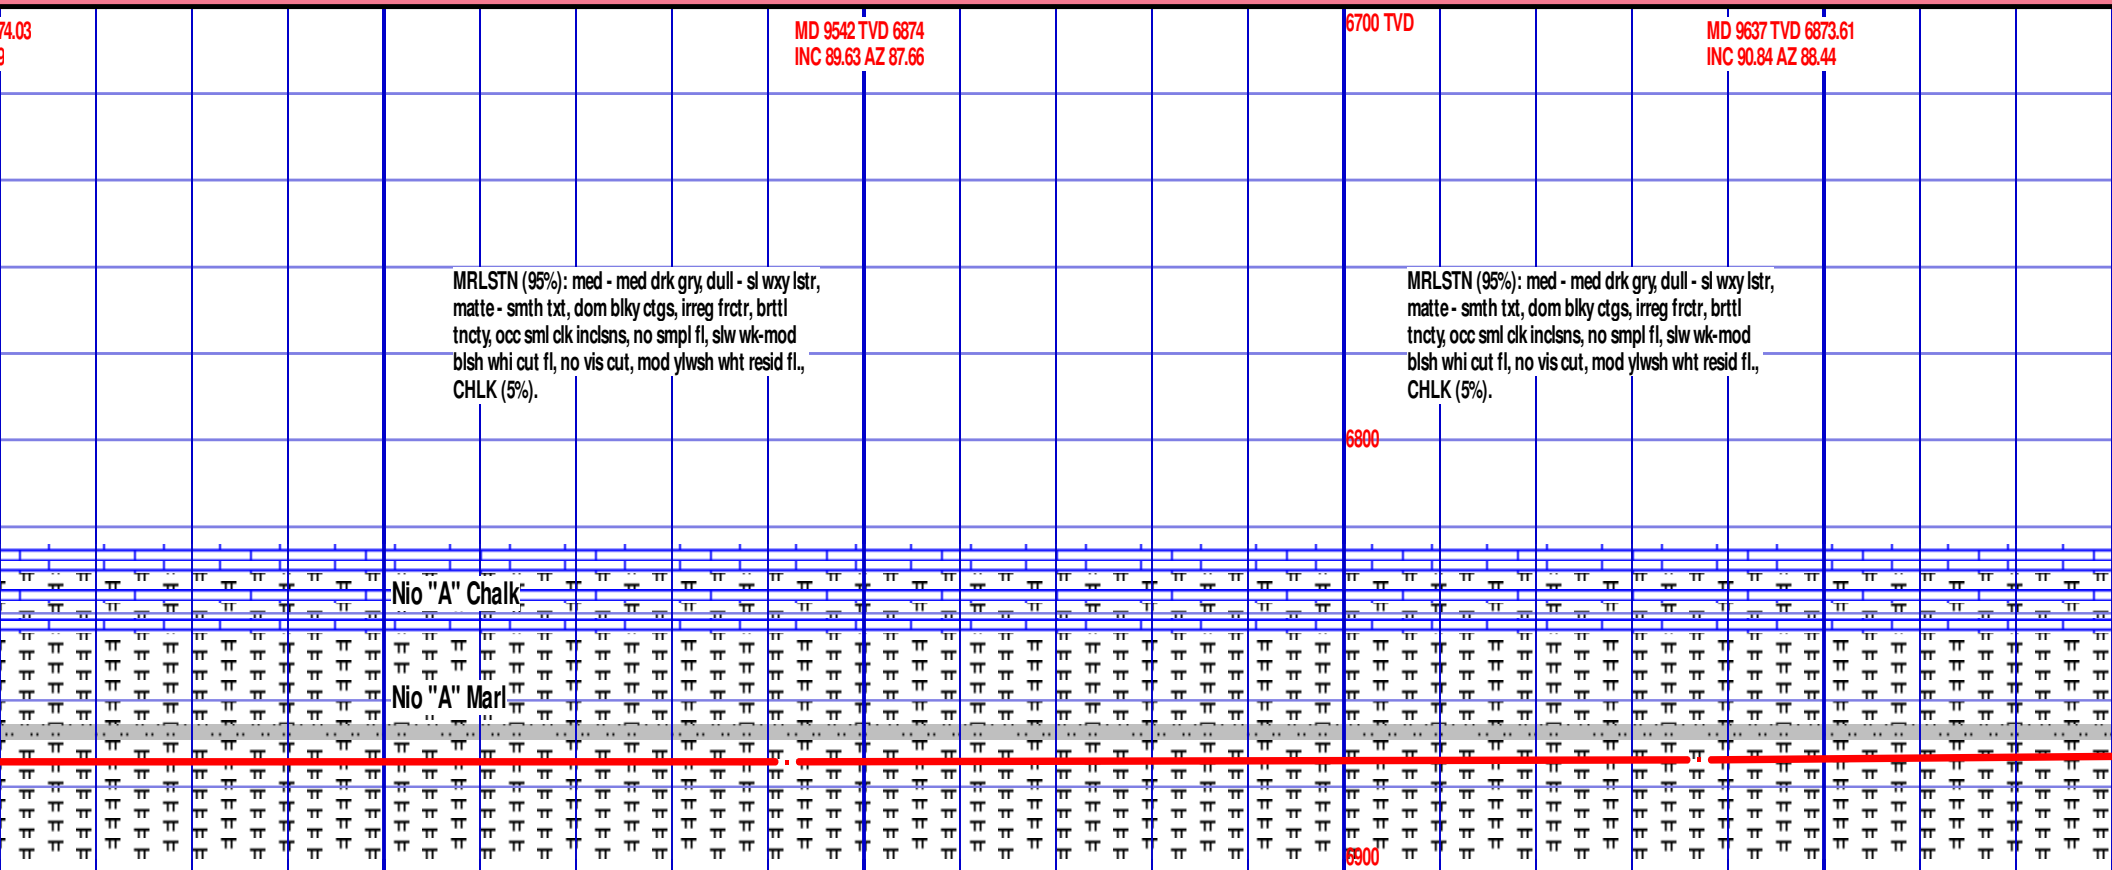 74.03
9
MD 9542 TVD 6874
INC 89.63 AZ 87.66
6700 TVD
MD 9637 TVD 6873.61
INC 90.84 AZ 88.44
MRLSTN (95%): med - med drk gry, dull - sl wxy lstr,
matte - smth txt, dom blky ctgs, irreg frctr, brttl
tncty, occ sml clk inclsns, no smpl fl, slw wk-mod
blsh whi cut fl, no vis cut, mod ylwsh wht resid fl.,
CHLK (5%).
MRLSTN (95%): med - med drk gry, dull - sl wxy lstr,
matte - smth txt, dom blky ctgs, irreg frctr, brttl
tncty, occ sml clk inclsns, no smpl fl, slw wk-mod
blsh whi cut fl, no vis cut, mod ylwsh wht resid fl.,
CHLK (5%).
6800
Nio "A" Chalk
Nio "A" Marl
6900